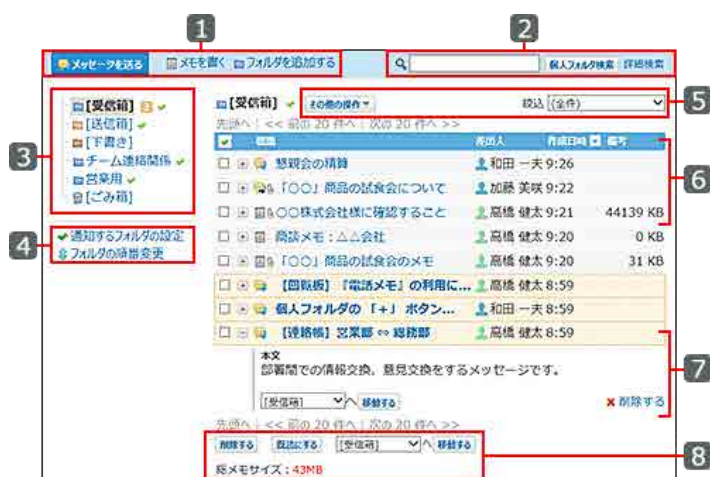 1
2
メッセージを送る メモを書く フォルダを追加する 個人フォルダ検索 詳細検索
3
[受信箱]
[送信箱]
[下書き]
チーム連絡関係
営業用
[ごみ箱]
4
通知するフォルダの設定
フォルダの順番変更
[受信箱] その他の操作 絞込 (全件)
5
先頭へ | << 前の 20 件へ | 次の 20 件へ >>
標題 差出人 作成日時 備考
6
懇親会の精算 和田 一夫 9:26
「○○」商品の試食会について 加藤 美咲 9:22
○○株式会社様に確認すること 高橋 健太 9:21 44139 KB
商談メモ:△△会社 高橋 健太 9:20 0 KB
「○○」商品の試食会のメモ 高橋 健太 9:20 31 KB
【回覧板】『電話メモ』の利用に... 高橋 健太 8:59
個人フォルダの「+」ボタン... 和田 一夫 8:59
【連絡帳】営業部 ⇔ 総務部 高橋 健太 8:59
7
本文
部署間での情報交換、意見交換をするメッセージです。
[受信箱] へ 移動する 削除する
先頭へ | << 前の 20 件へ | 次の 20 件へ >>
8
削除する 既読にする [受信箱] へ 移動する
総メモサイズ:43MB